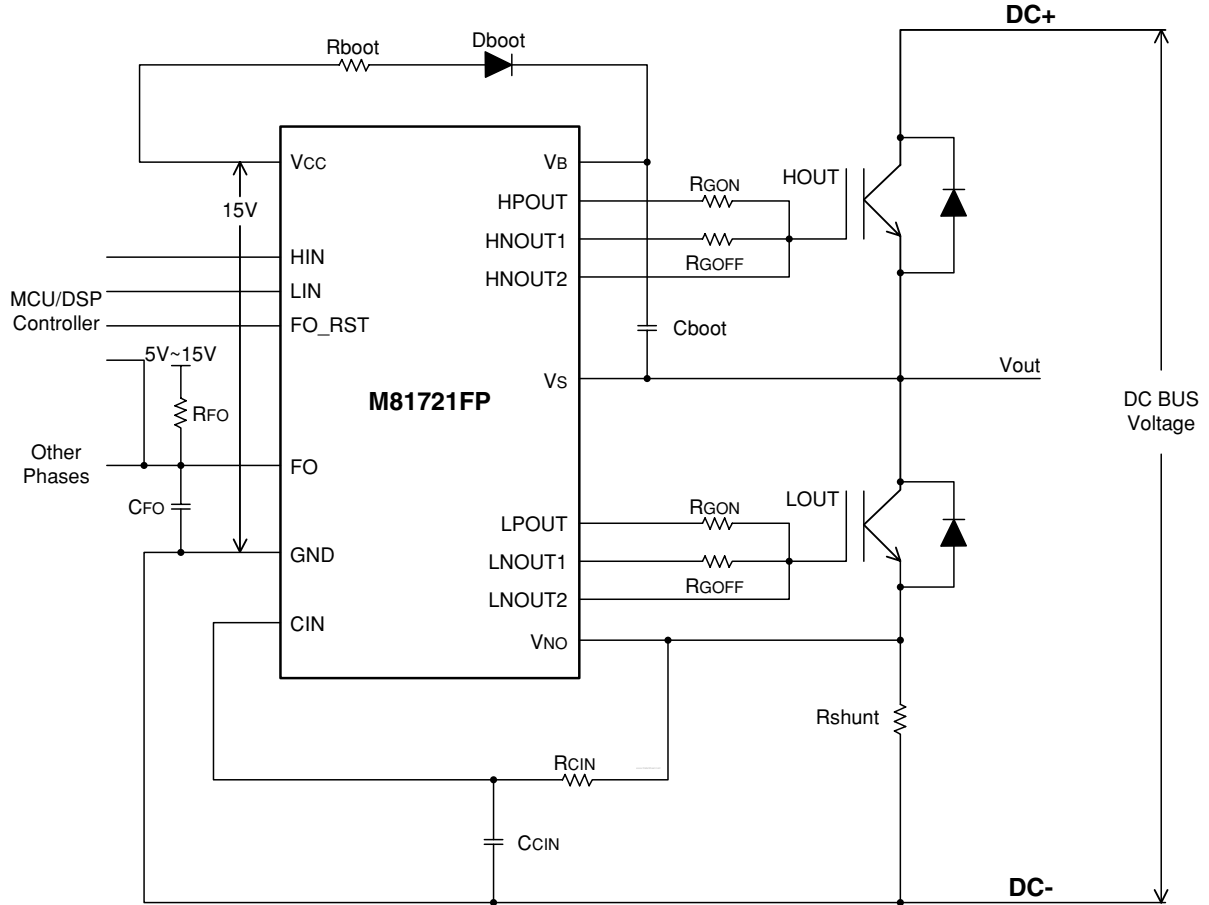 DC+
Rboot
Dboot
VCC
VB
15V
HPOUT
RGON
HOUT
HNOUT1
HIN
RGOFF
HNOUT2
LIN
MCU/DSP
Controller
FO_RST
Cboot
5V~15V
VS
Vout
M81721FP
DC BUS
Voltage
RFO
Other
Phases
FO
CFO
LPOUT
RGON
LOUT
GND
LNOUT1
RGOFF
LNOUT2
CIN
VNO
Rshunt
RCIN
CCIN
DC-